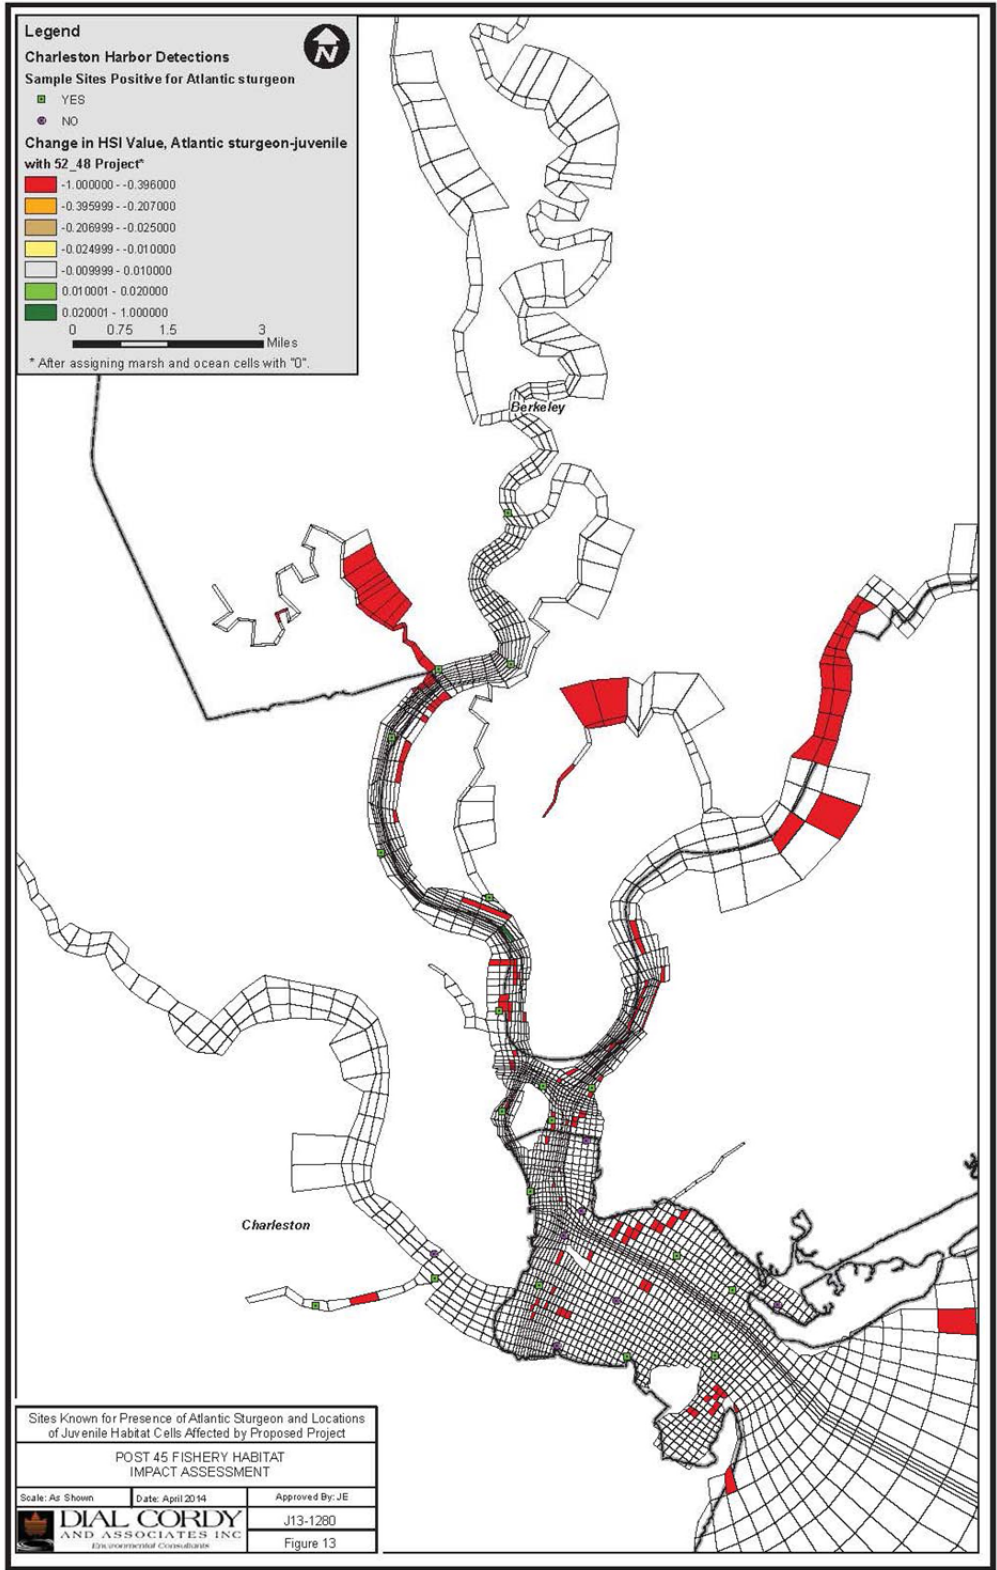 Legend
N
Charleston Harbor Detections
Sample Sites Positive for Atlantic sturgeon
YES
NO
Change in HSI Value, Atlantic sturgeon-juvenile
with 52_48 Project*
-1.000000 - -0.396000
-0.395999 - -0.207000
-0.206999 - -0.025000
-0.024999 - -0.010000
-0.009999 - 0.010000
0.010001 - 0.020000
0.020001 - 1.000000
0 0.75 1.5 3
Miles
* After assigning marsh and ocean cells with "0".
Berkeley
Charleston
Sites Known for Presence of Atlantic Sturgeon and Locations
of Juvenile Habitat Cells Affected by Proposed Project
POST 45 FISHERY HABITAT
IMPACT ASSESSMENT
Scale: As Shown
Date: April 2014
Approved By: JE
DIAL CORDY
AND ASSOCIATES INC
Environmental Consultants
J13-1280
Figure 13